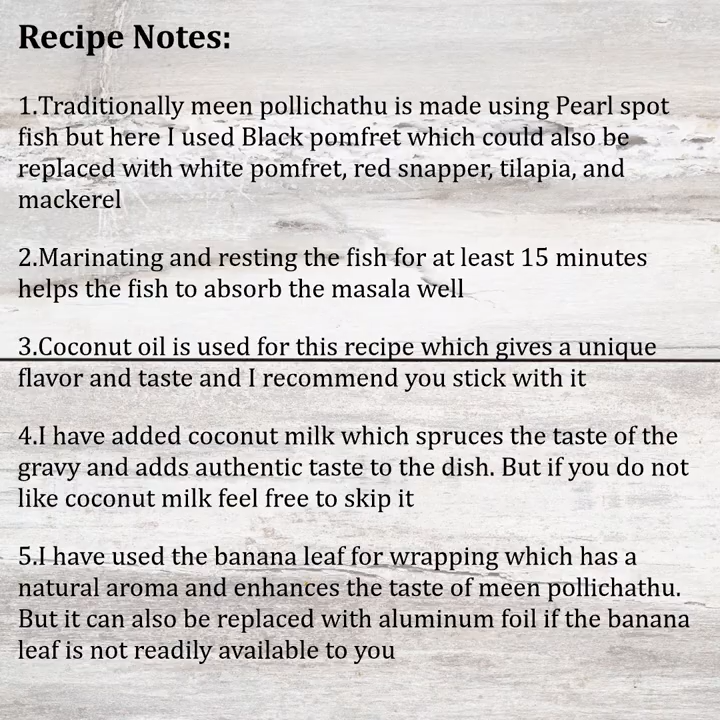 Recipe Notes:
1.Traditionally meen pollichathu is made using Pearl spot
fish but here I used Black pomfret which could also be
replaced with white pomfret, red snapper, tilapia, and
mackerel
2.Marinating and resting the fish for at least 15 minutes
helps the fish to absorb the masala well
3.Coconut oil is used for this recipe which gives a unique
flavor and taste and I recommend you stick with it
4.I have added coconut milk which spruces the taste of the
gravy and adds authentic taste to the dish. But if you do not
like coconut milk feel free to skip it
5.I have used the banana leaf for wrapping which has a
natural aroma and enhances the taste of meen pollichathu.
But it can also be replaced with aluminum foil if the banana
leaf is not readily available to you